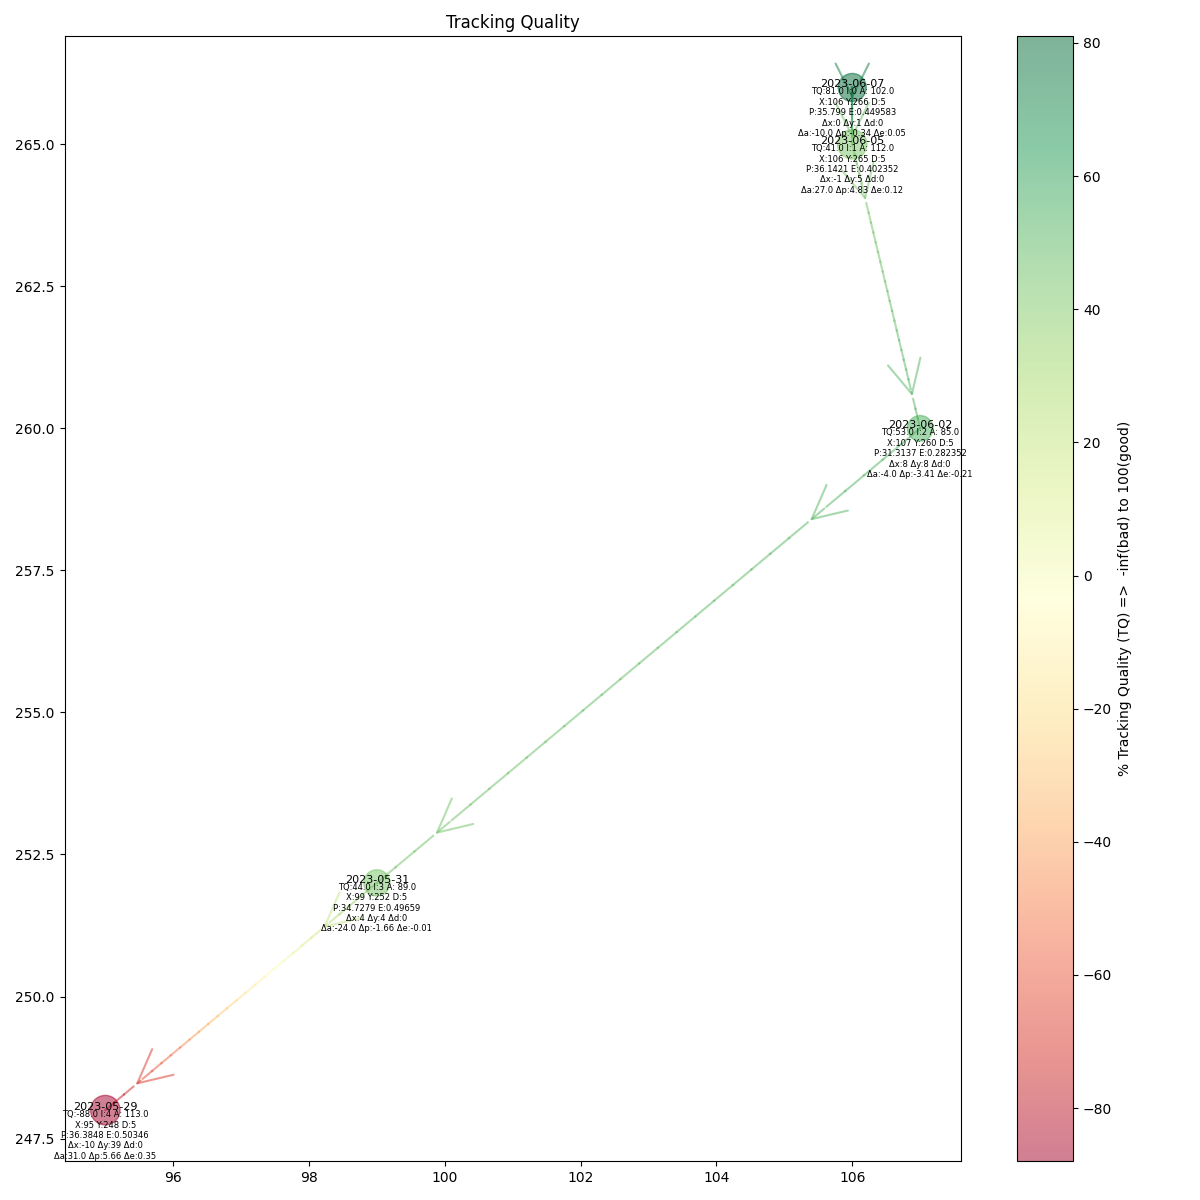 Tracking Quality
265.0
262.5
260.0
257.5
255.0
252.5
250.0
247.5
96
98
100
102
104
106
2023-06-07
TQ:81.0 I:0 A: 102.0
X:106 Y:266 D:5
P:35.799 E:0.449583
Δx:0 Δy:1 Δd:0
Δa:-10.0 Δp:-0.34 Δe:0.05
2023-06-05
TQ:41.0 I:1 A: 112.0
X:106 Y:265 D:5
P:36.1421 E:0.402352
Δx:-1 Δy:5 Δd:0
Δa:27.0 Δp:4.83 Δe:0.12
2023-06-02
TQ:53.0 I:2 A: 85.0
X:107 Y:260 D:5
P:31.3137 E:0.282352
Δx:8 Δy:8 Δd:0
Δa:-4.0 Δp:-3.41 Δe:-0.21
2023-05-31
TQ:44.0 I:3 A: 89.0
X:99 Y:252 D:5
P:34.7279 E:0.49659
Δx:4 Δy:4 Δd:0
Δa:-24.0 Δp:-1.66 Δe:-0.01
2023-05-29
TQ:-88.0 I:4 A: 113.0
X:95 Y:248 D:5
P:36.3848 E:0.50346
Δx:-10 Δy:39 Δd:0
Δa:31.0 Δp:5.66 Δe:0.35
80
60
40
20
0
−20
−40
−60
−80
% Tracking Quality (TQ) => -inf(bad) to 100(good)